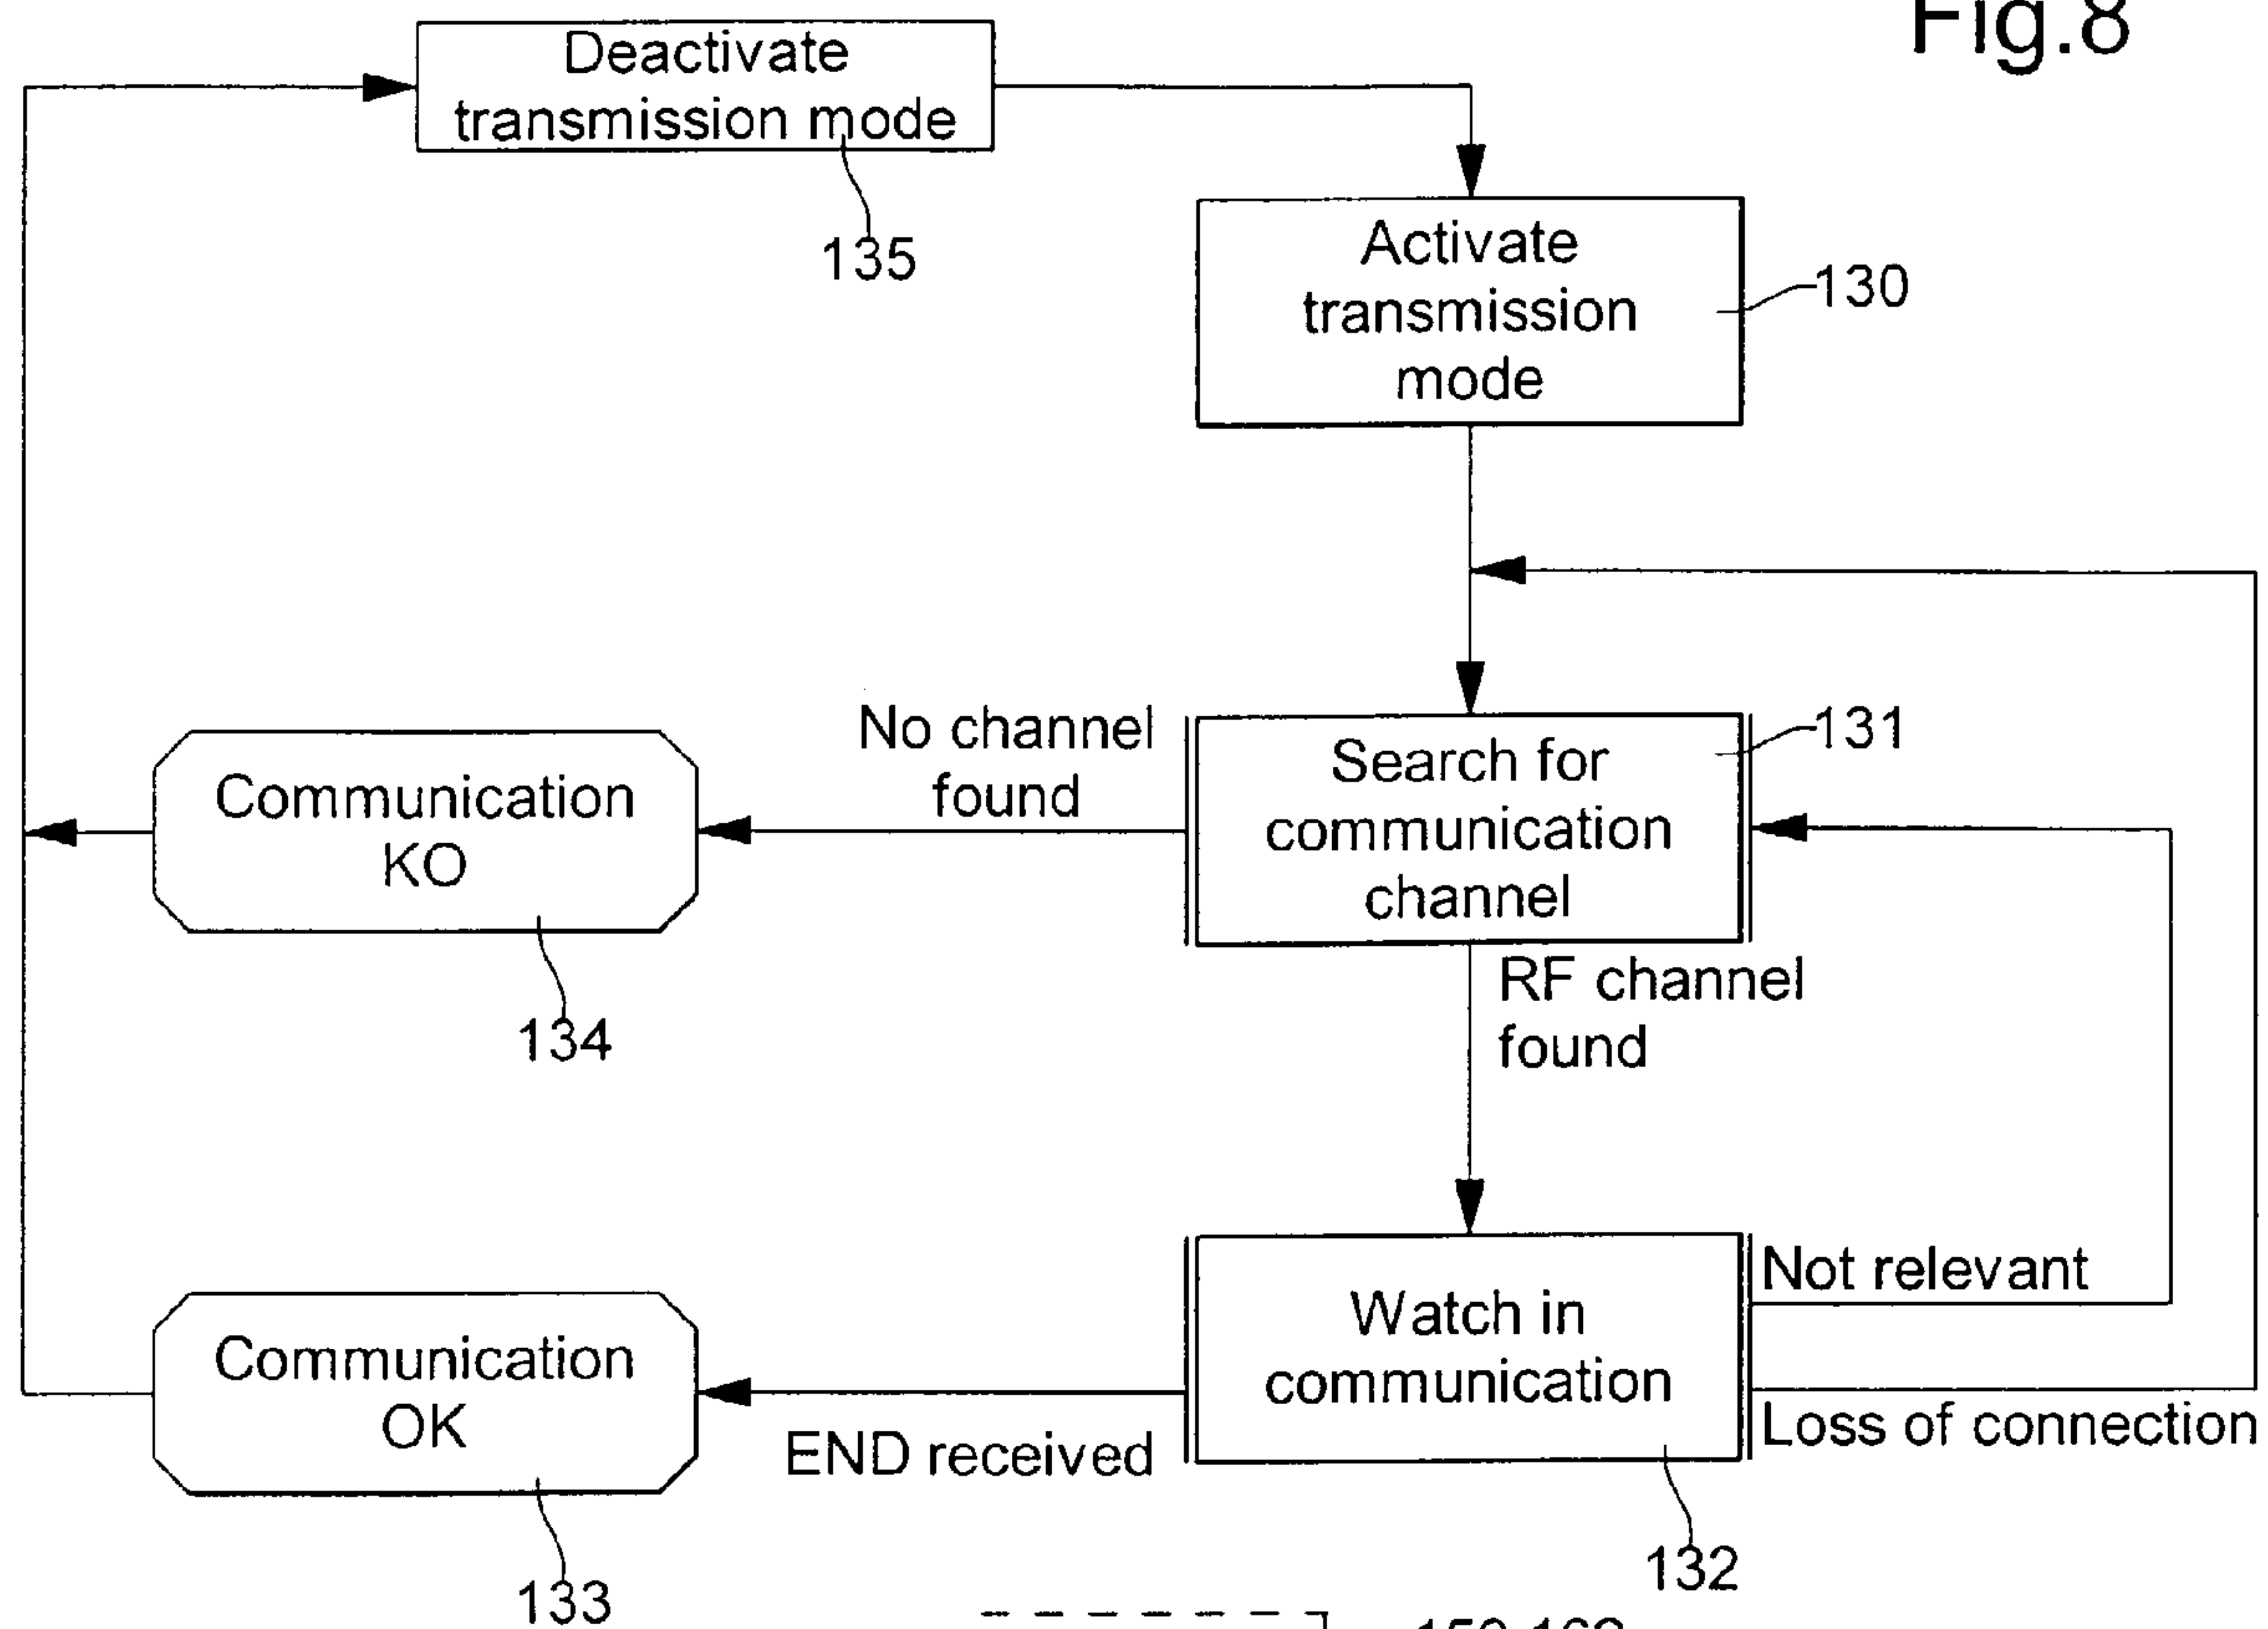 Fig.8
Deactivate
transmission mode
135
Activate
transmission
mode
130
No channel
found
Search for
communication
channel
131
Communication
KO
134
RF channel
found
Not relevant
Watch in
communication
Loss of connection
132
END received
Communication
OK
133